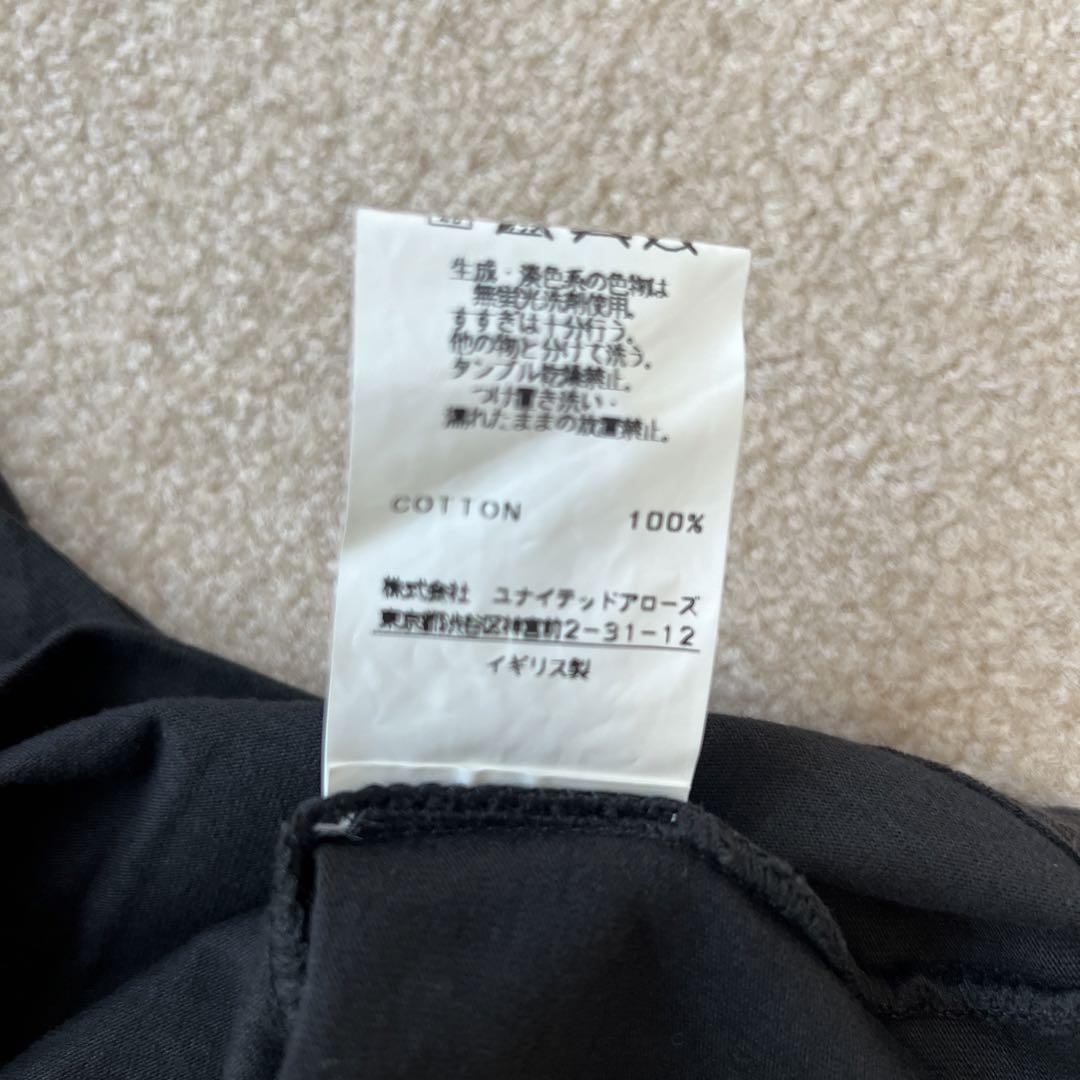 生成・淡色系の色物は
無蛍光洗剤使用。
すすぎは十分行う。
他の物と分けて洗う。
タンブル乾燥禁止。
つけ置き洗い・
濡れたままの放置禁止。
COTTON 100%
株式会社 ユナイテッドアローズ
東京都渋谷区神宮前2-31-12
イギリス製